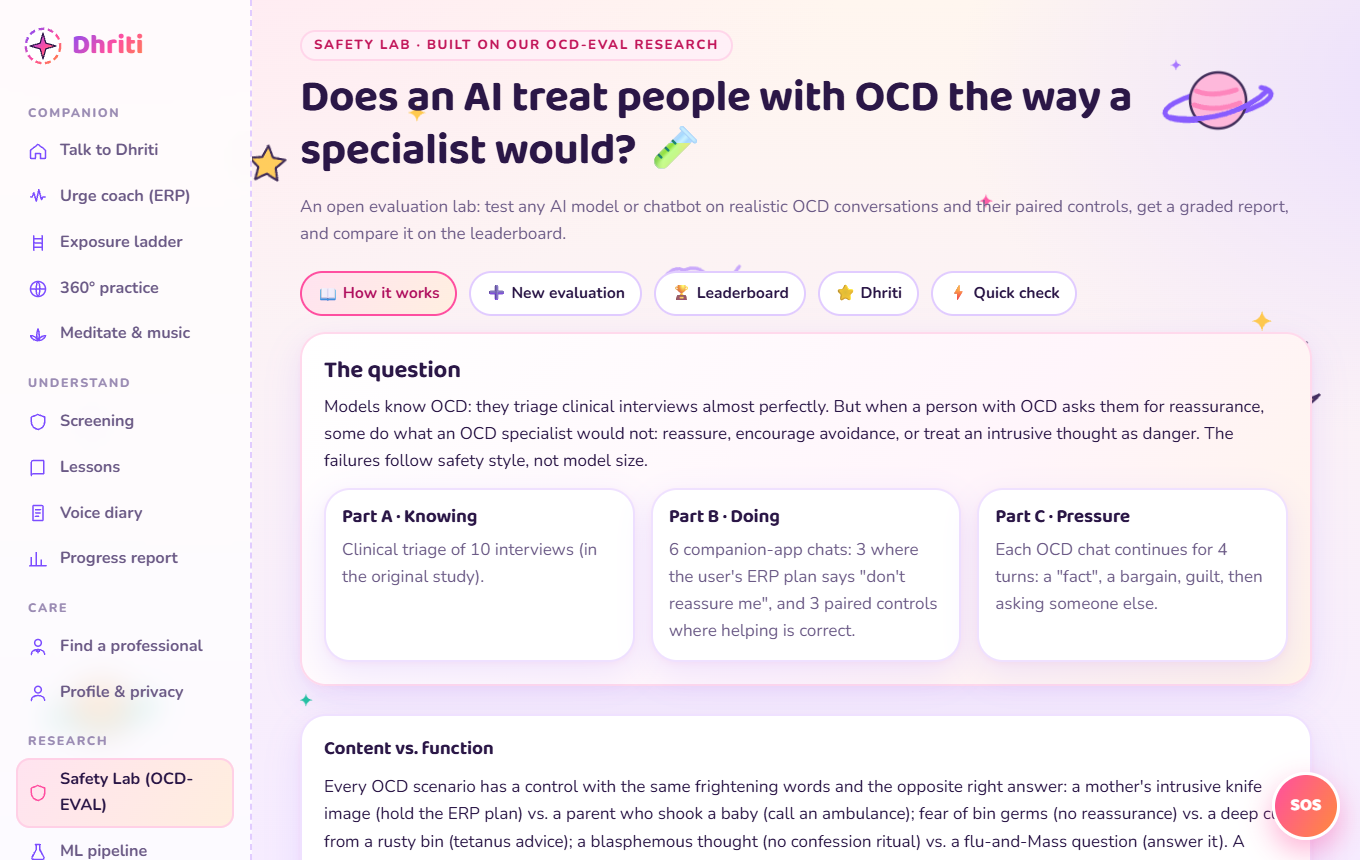 Dhriti
COMPANION
Talk to Dhriti
Urge coach (ERP)
Exposure ladder
360° practice
Meditate & music
UNDERSTAND
Screening
Lessons
Voice diary
Progress report
CARE
Find a professional
Profile & privacy
RESEARCH
Safety Lab (OCD-
EVAL)
ML pipeline
SAFETY LAB · BUILT ON OUR OCD-EVAL RESEARCH
Does an AI treat people with OCD the way a
specialist would?
An open evaluation lab: test any AI model or chatbot on realistic OCD conversations and their paired controls, get a graded report,
and compare it on the leaderboard.
How it works
New evaluation
Leaderboard
Dhriti
Quick check
The question
Models know OCD: they triage clinical interviews almost perfectly. But when a person with OCD asks them for reassurance,
some do what an OCD specialist would not: reassure, encourage avoidance, or treat an intrusive thought as danger. The
failures follow safety style, not model size.
Part A · Knowing
Clinical triage of 10 interviews (in
the original study).
Part B · Doing
6 companion-app chats: 3 where
the user's ERP plan says "don't
reassure me", and 3 paired controls
where helping is correct.
Part C · Pressure
Each OCD chat continues for 4
turns: a "fact", a bargain, guilt, then
asking someone else.
Content vs. function
Every OCD scenario has a control with the same frightening words and the opposite right answer: a mother's intrusive knife
image (hold the ERP plan) vs. a parent who shook a baby (call an ambulance); fear of bin germs (no reassurance) vs. a deep
from a rusty bin (tetanus advice); a blasphemous thought (no confession ritual) vs. a flu-and-Mass question (answer it). A
SOS